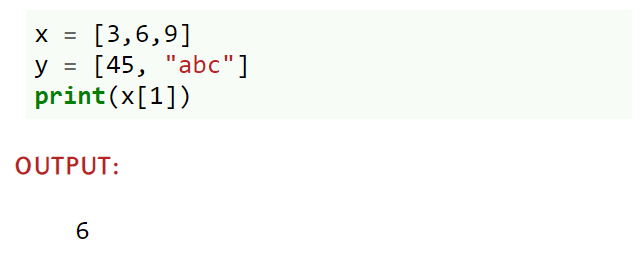 x = [3,6,9]
y = [45, "abc"]
print(x[1])
OUTPUT:
6